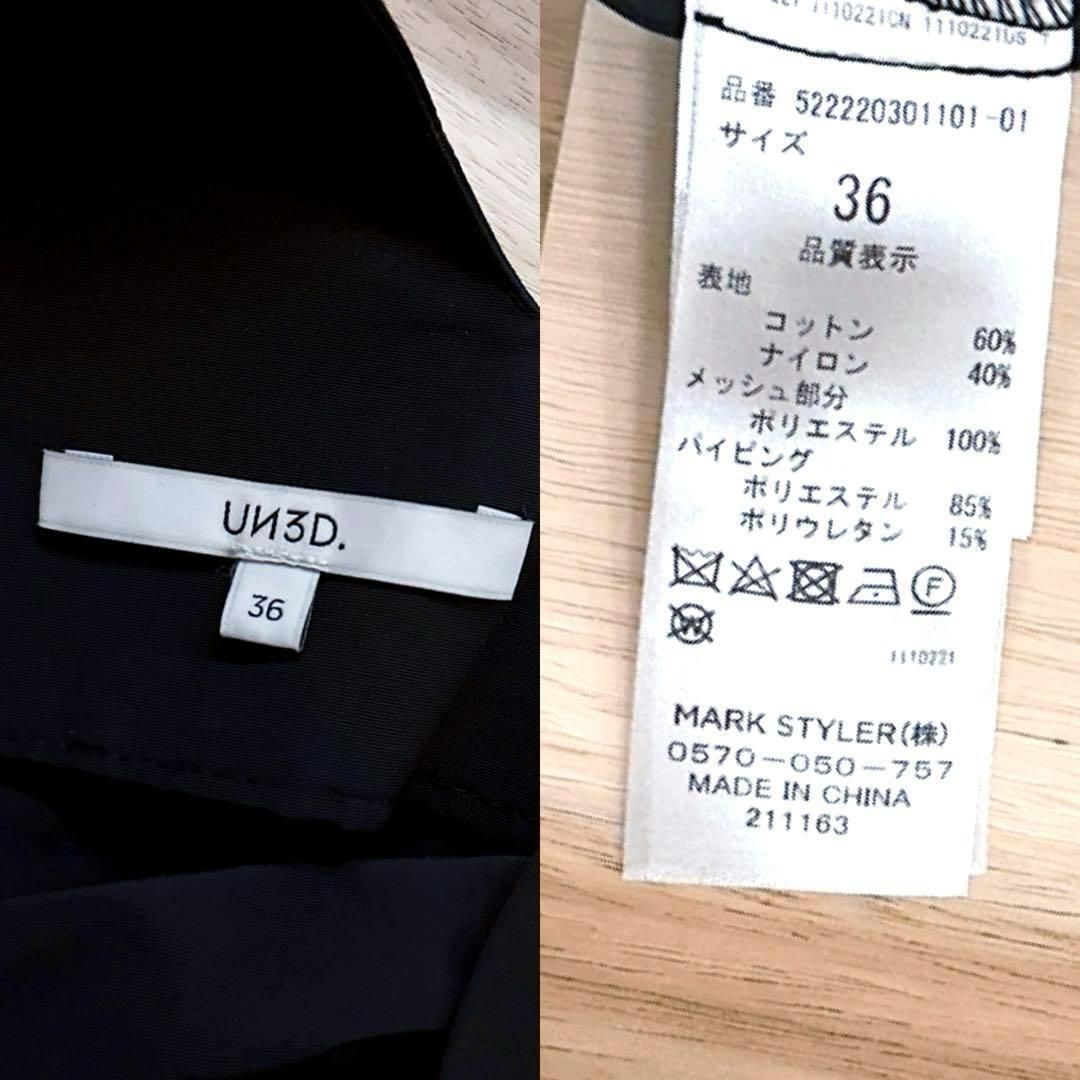 UN3D.
36
1110221CN 1110221US
品番 522220301101-01
サイズ
36
品質表示
表地
コットン 60%
ナイロン 40%
メッシュ部分
ポリエステル 100%
パイピング
ポリエステル 85%
ポリウレタン 15%
F
W
1110221
MARK STYLER(株)
0570-050-757
MADE IN CHINA
211163